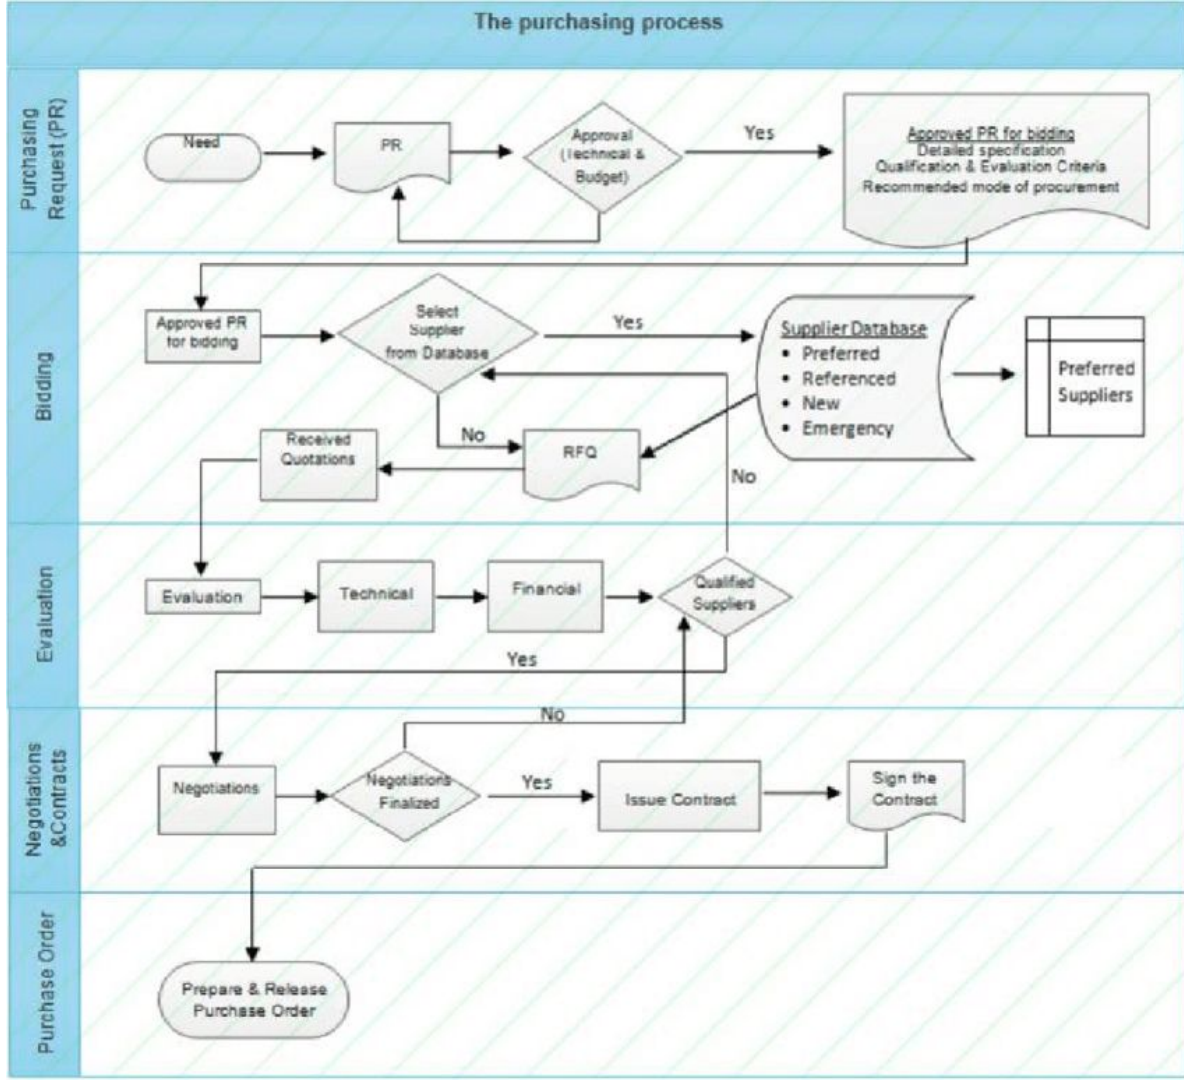 The purchasing process
Purchasing
Request (PR)
Need
PR
Approval
(Technical &
Budget)
Yes
Approved PR for bidding
Detailed specification
Qualification & Evaluation Criteria
Recommended mode of procurement
Bidding
Approved PR
for bidding
Select
Supplier
from Database
Yes
Supplier Database
• Preferred
• Referenced
• New
• Emergency
Preferred
Suppliers
No
RFQ
Received
Quotations
No
Evaluation
Evaluation
Technical
Financial
Qualified
Suppliers
Yes
No
Negotiations
&Contracts
Negotiations
Negotiations
Finalized
Yes
Issue Contract
Sign the
Contract
Purchase Order
Prepare & Release
Purchase Order